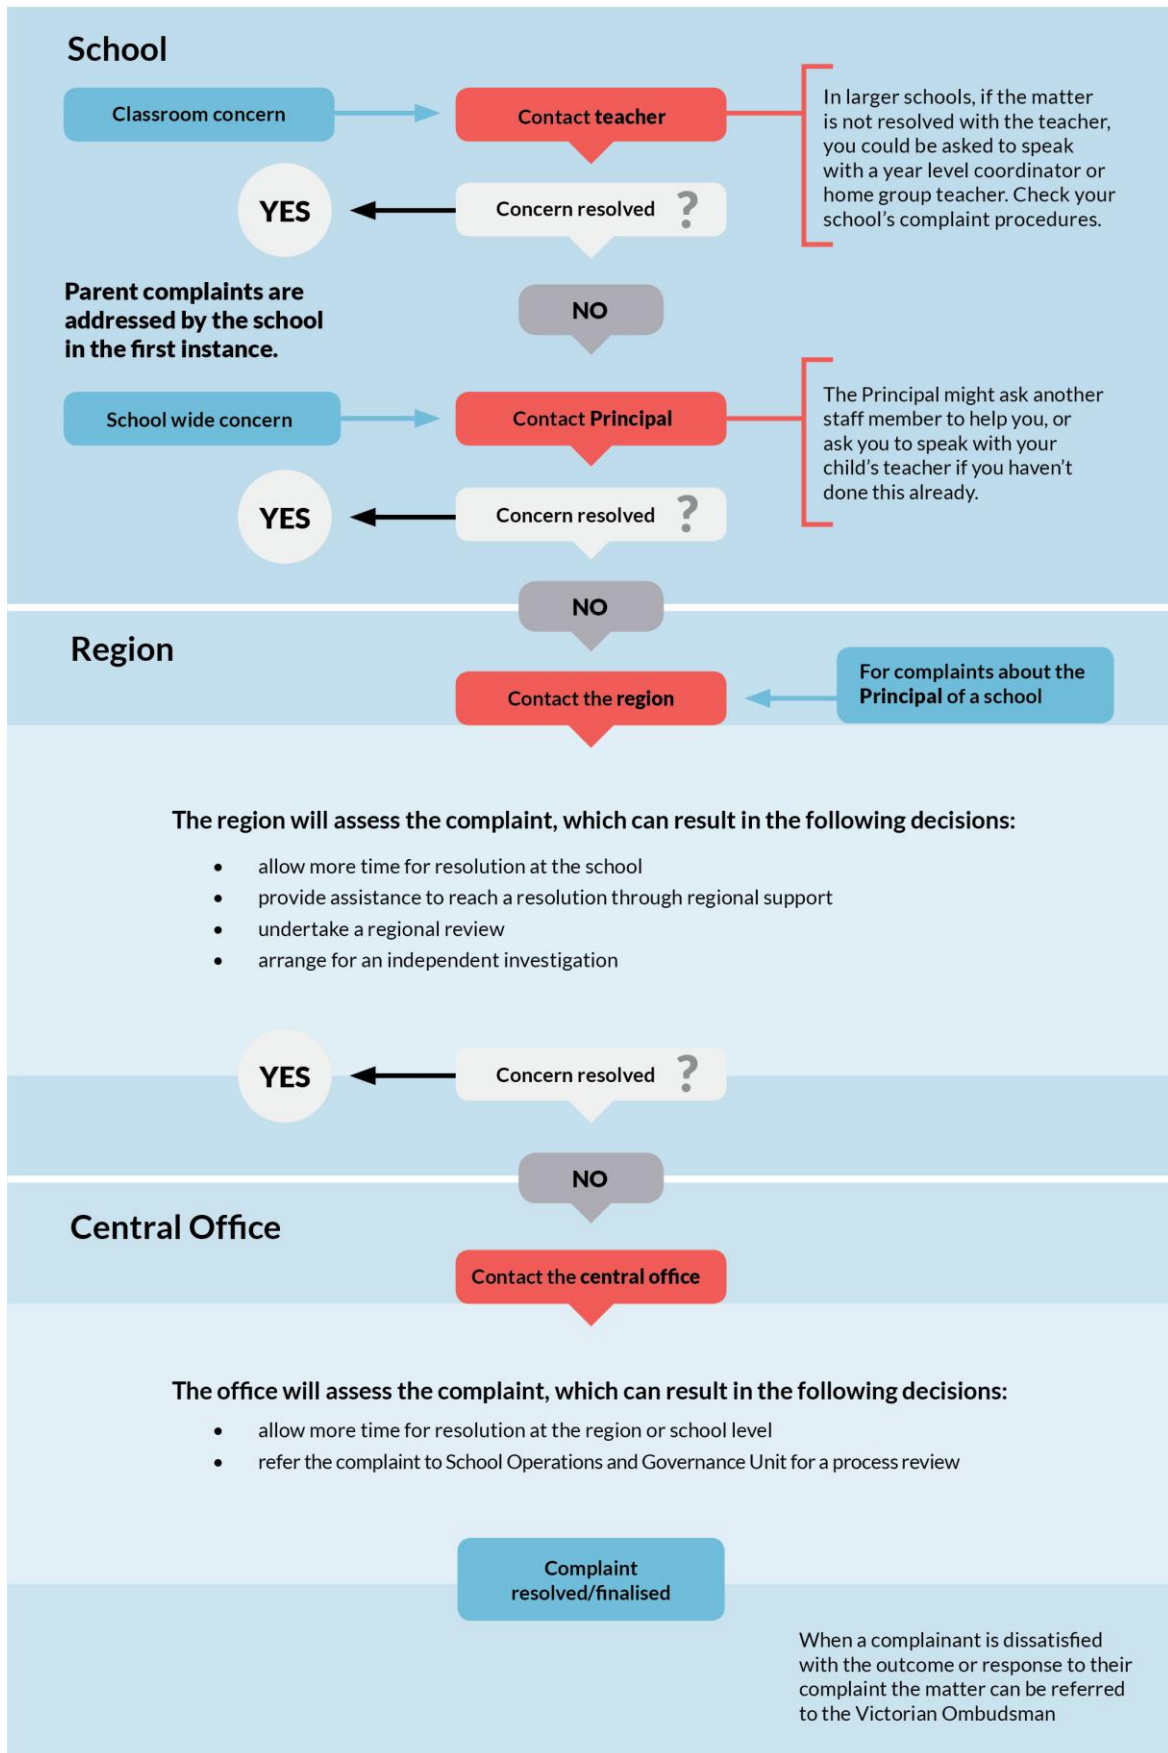 School
Classroom concern
Contact teacher
In larger schools, if the matter
is not resolved with the teacher,
you could be asked to speak
with a year level coordinator or
home group teacher. Check your
school's complaint procedures.
YES
Concern resolved ?
Parent complaints are
addressed by the school
in the first instance.
NO
School wide concern
Contact Principal
The Principal might ask another
staff member to help you, or
ask you to speak with your
child's teacher if you haven't
done this already.
YES
Concern resolved ?
NO
Region
Contact the region
For complaints about the
Principal of a school
The region will assess the complaint, which can result in the following decisions:
• allow more time for resolution at the school
• provide assistance to reach a resolution through regional support
• undertake a regional review
• arrange for an independent investigation
YES
Concern resolved ?
NO
Central Office
Contact the central office
The office will assess the complaint, which can result in the following decisions:
• allow more time for resolution at the region or school level
• refer the complaint to School Operations and Governance Unit for a process review
Complaint
resolved/finalised
When a complainant is dissatisfied
with the outcome or response to their
complaint the matter can be referred
to the Victorian Ombudsman